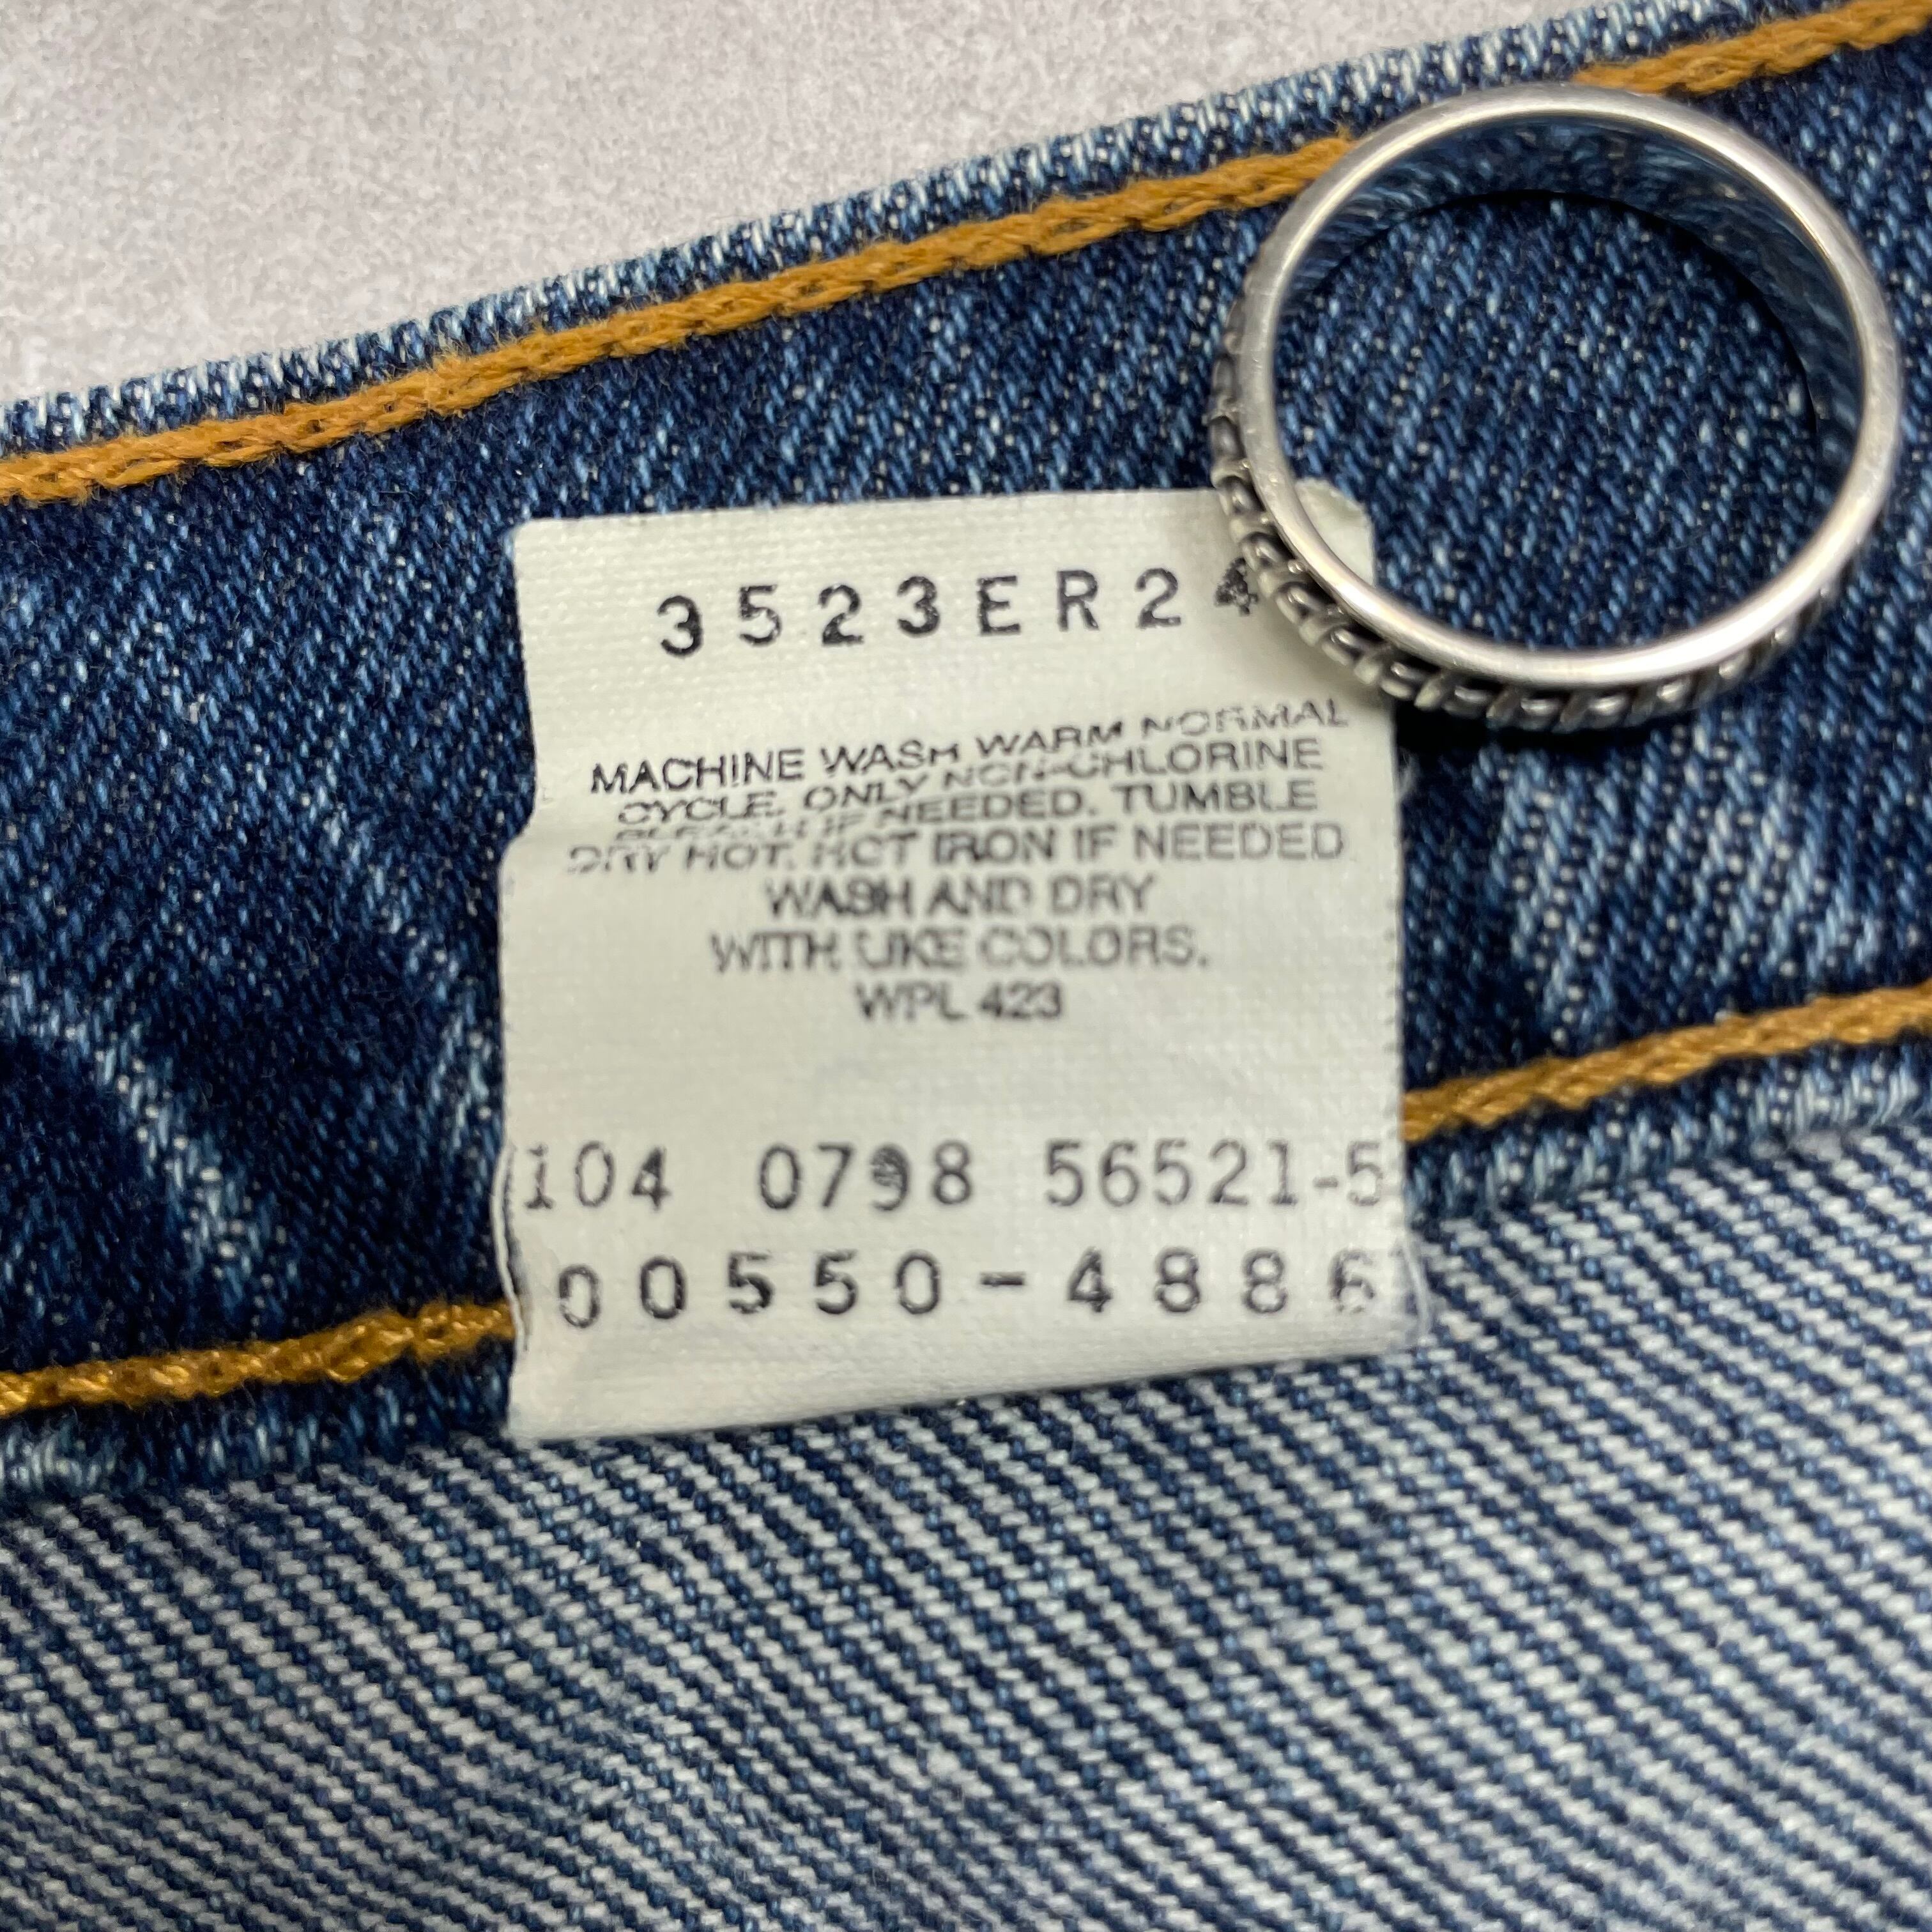 3523ER24
MACHINE WASH WARM NORMAL
CYCLE. ONLY NON-CHLORINE
BLEACH IF NEEDED. TUMBLE
DRY HOT. HOT IRON IF NEEDED
WASH AND DRY
WITH LIKE COLORS.
WPL 423
104 0798 56521-5
00550-4886